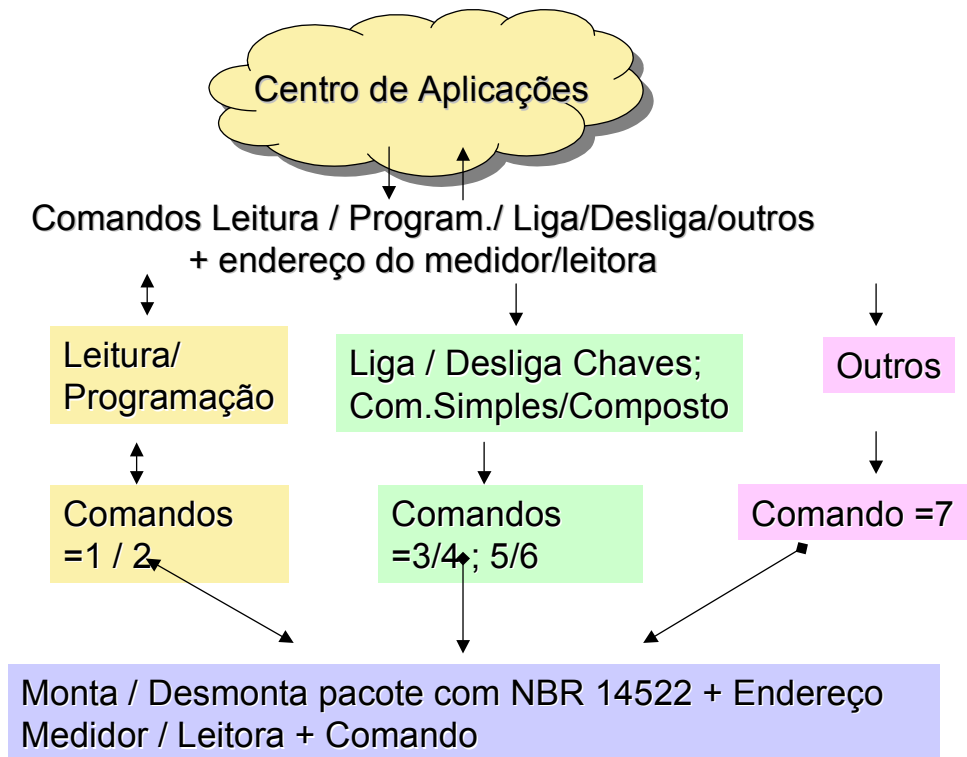 Centro de Aplicações
Comandos Leitura / Program./ Liga/Desliga/outros
+ endereço do medidor/leitora
Leitura/
Programação
Liga / Desliga Chaves;
Com.Simples/Composto
Outros
Comandos
=1 / 2
Comandos
=3/4 ; 5/6
Comando =7
Monta / Desmonta pacote com NBR 14522 + Endereço
Medidor / Leitora + Comando